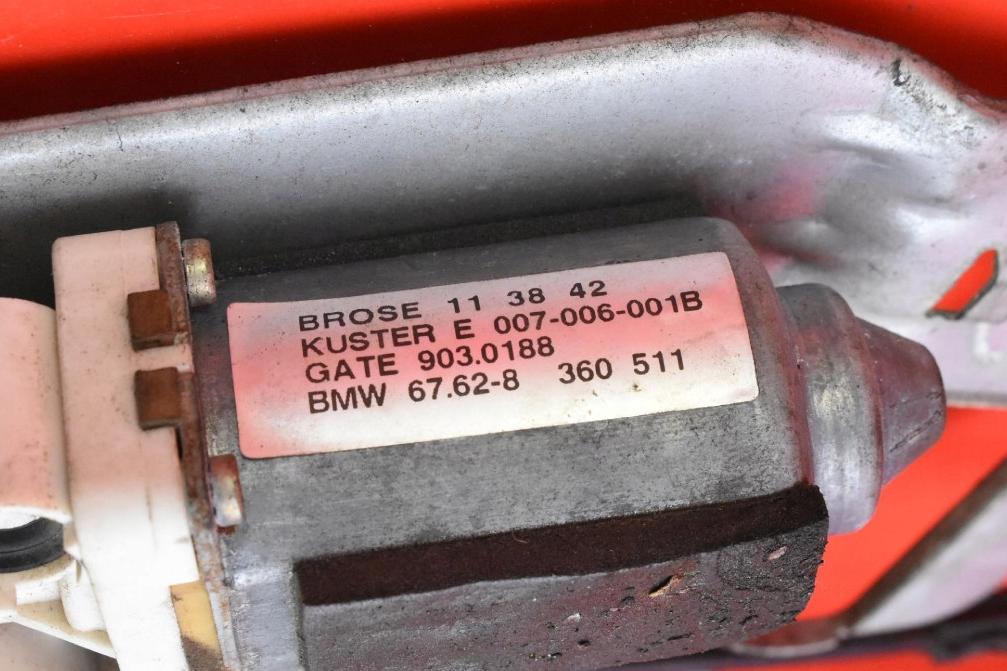 BROSE 11 38 42
KUSTER E 007-006-001B
GATE 903.0188
BMW 67.62-8 360 511